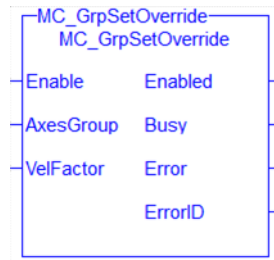 MC_GrpSetOverride
MC_GrpSetOverride
Enable Enabled
AxesGroup Busy
VelFactor Error
ErrorID